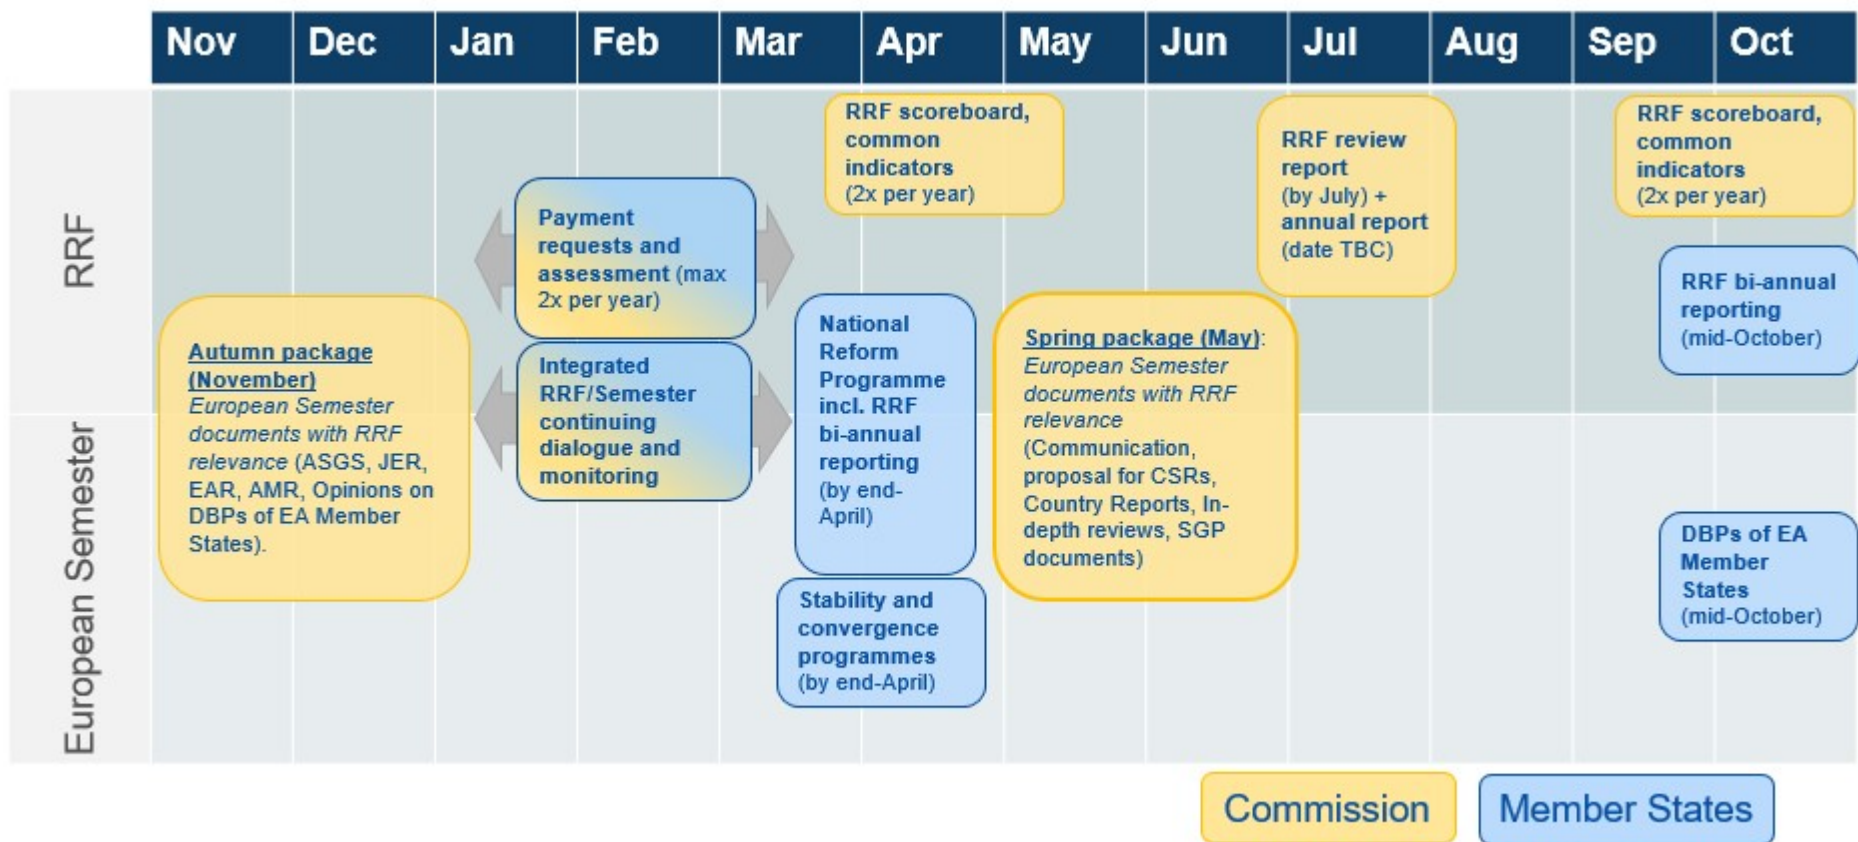 Nov Dec Jan Feb Mar Apr May Jun Jul Aug Sep Oct
RRF
European Semester
Autumn package
(November)
European Semester
documents with RRF
relevance (ASGS, JER,
EAR, AMR, Opinions on
DBPs of EA Member
States).
Payment
requests and
assessment (max
2x per year)
Integrated
RRF/Semester
continuing
dialogue and
monitoring
RRF scoreboard,
common
indicators
(2x per year)
National
Reform
Programme
incl. RRF
bi-annual
reporting
(by end-
April)
Stability and
convergence
programmes
(by end-April)
Spring package (May):
European Semester
documents with RRF
relevance
(Communication,
proposal for CSRs,
Country Reports, In-
depth reviews, SGP
documents)
RRF review
report
(by July) +
annual report
(date TBC)
RRF scoreboard,
common
indicators
(2x per year)
RRF bi-annual
reporting
(mid-October)
DBPs of EA
Member
States
(mid-October)
Commission
Member States